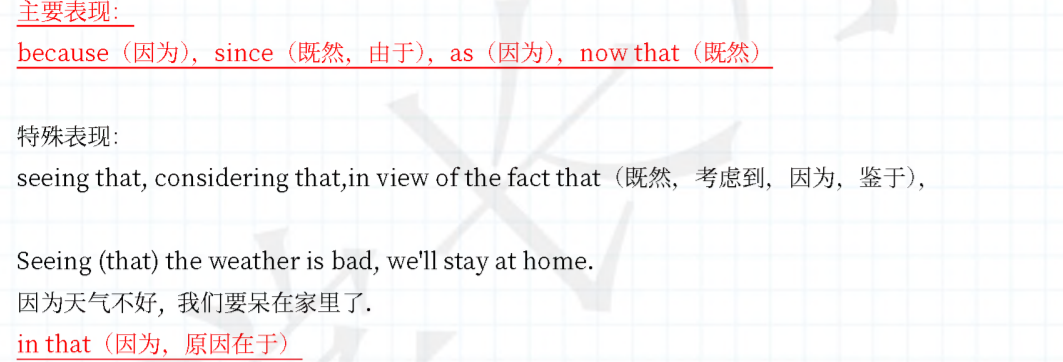 主要表现：
because（因为），since（既然，由于），as（因为），now that（既然）
特殊表现：
seeing that, considering that,in view of the fact that（既然，考虑到，因为，鉴于），
Seeing (that) the weather is bad, we'll stay at home.
因为天气不好, 我们要呆在家里了.
in that（因为，原因在于）